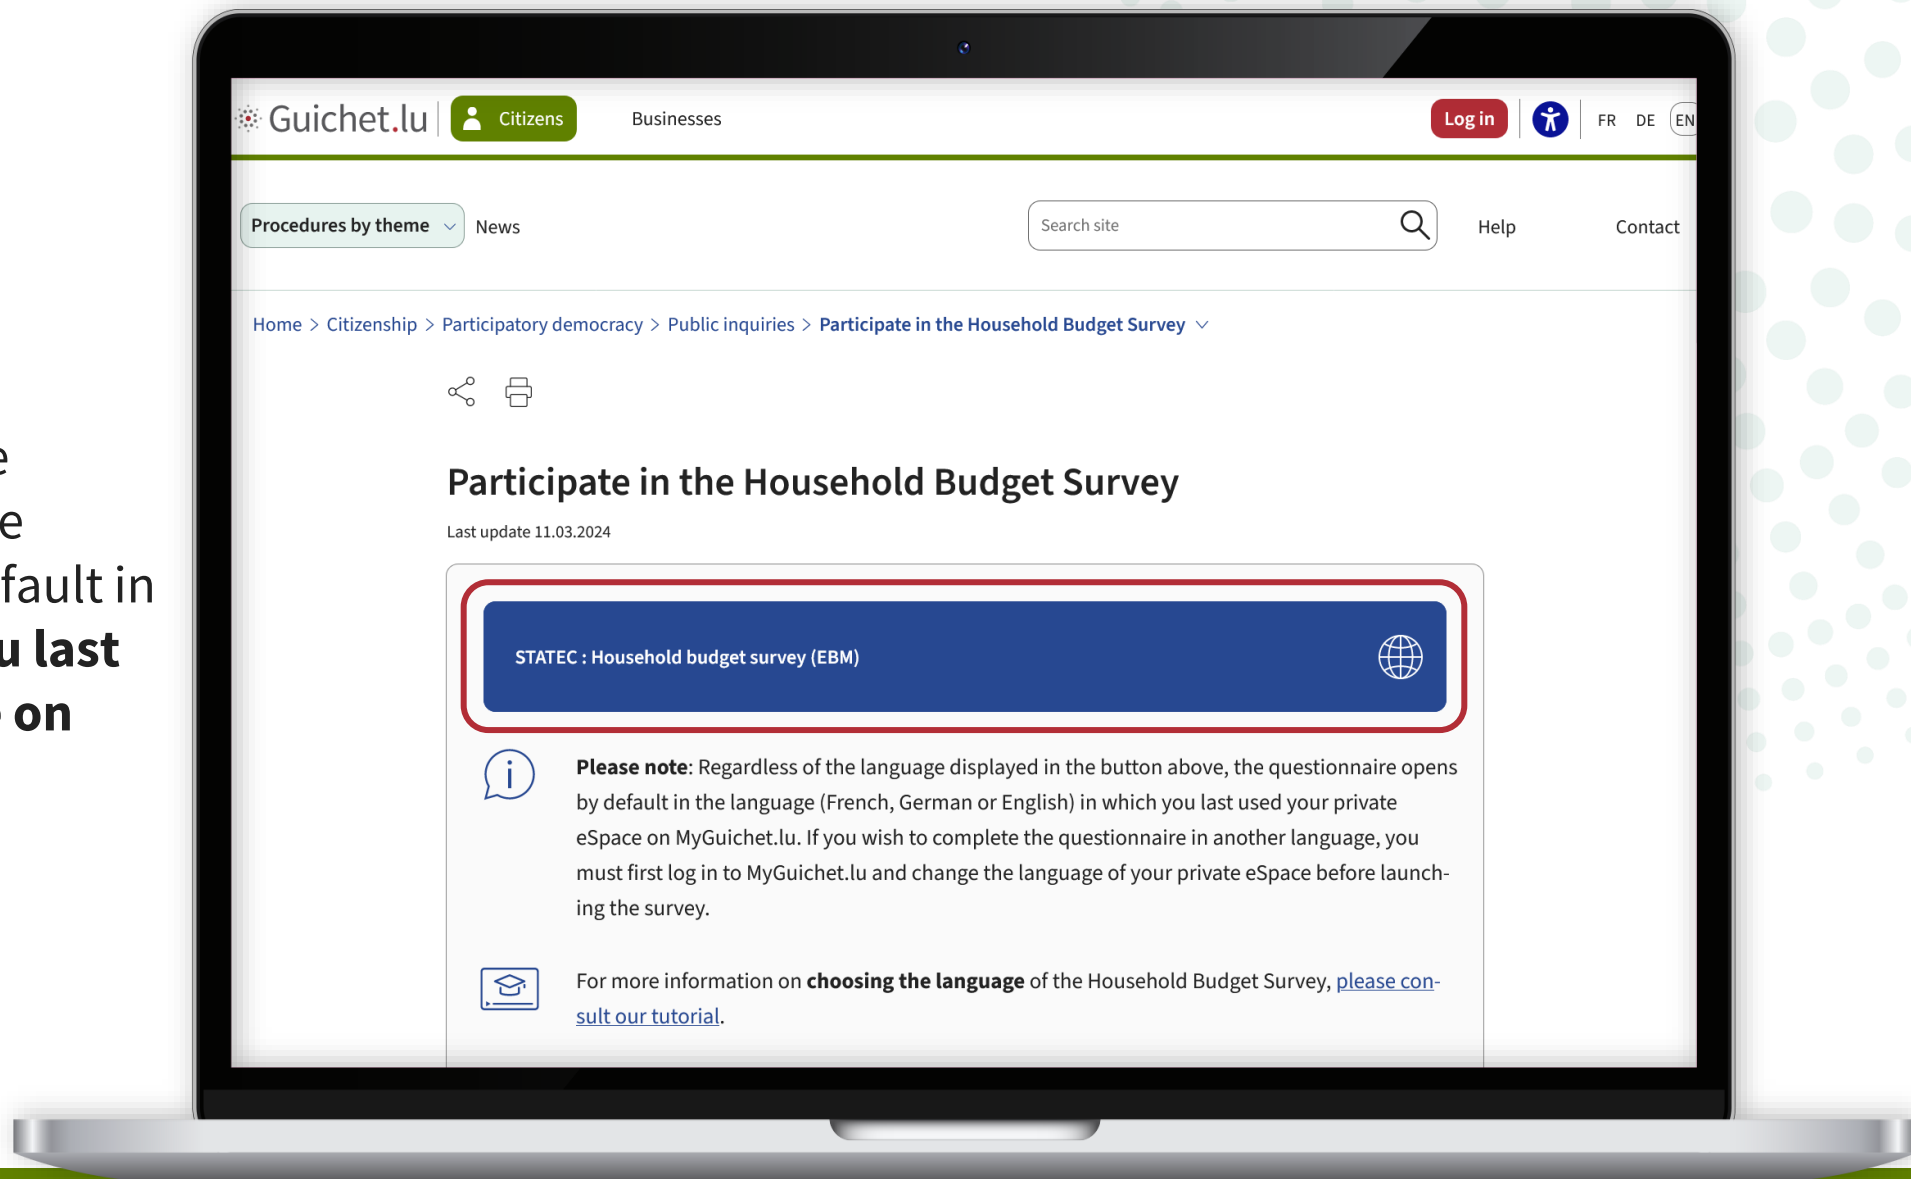 Guichet.lu
Citizens
Businesses
Log in
FR DE EN
Procedures by theme
News
Search site
Help
Contact
Home > Citizenship > Participatory democracy > Public inquiries > Participate in the Household Budget Survey
Participate in the Household Budget Survey
Last update 11.03.2024
STATEC : Household budget survey (EBM)
Please note: Regardless of the language displayed in the button above, the questionnaire opens
by default in the language (French, German or English) in which you last used your private
eSpace on MyGuichet.lu. If you wish to complete the questionnaire in another language, you
must first log in to MyGuichet.lu and change the language of your private eSpace before launch-
ing the survey.
For more information on choosing the language of the Household Budget Survey, please con-
sult our tutorial.
fault in
last
on